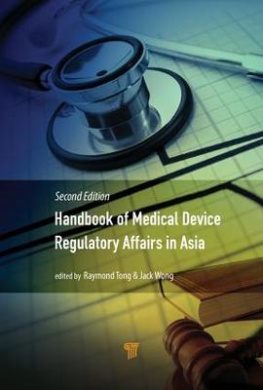 Second Edition
Handbook of Medical Device
Regulatory Affairs in Asia
edited by Raymond Tong & Jack Wong